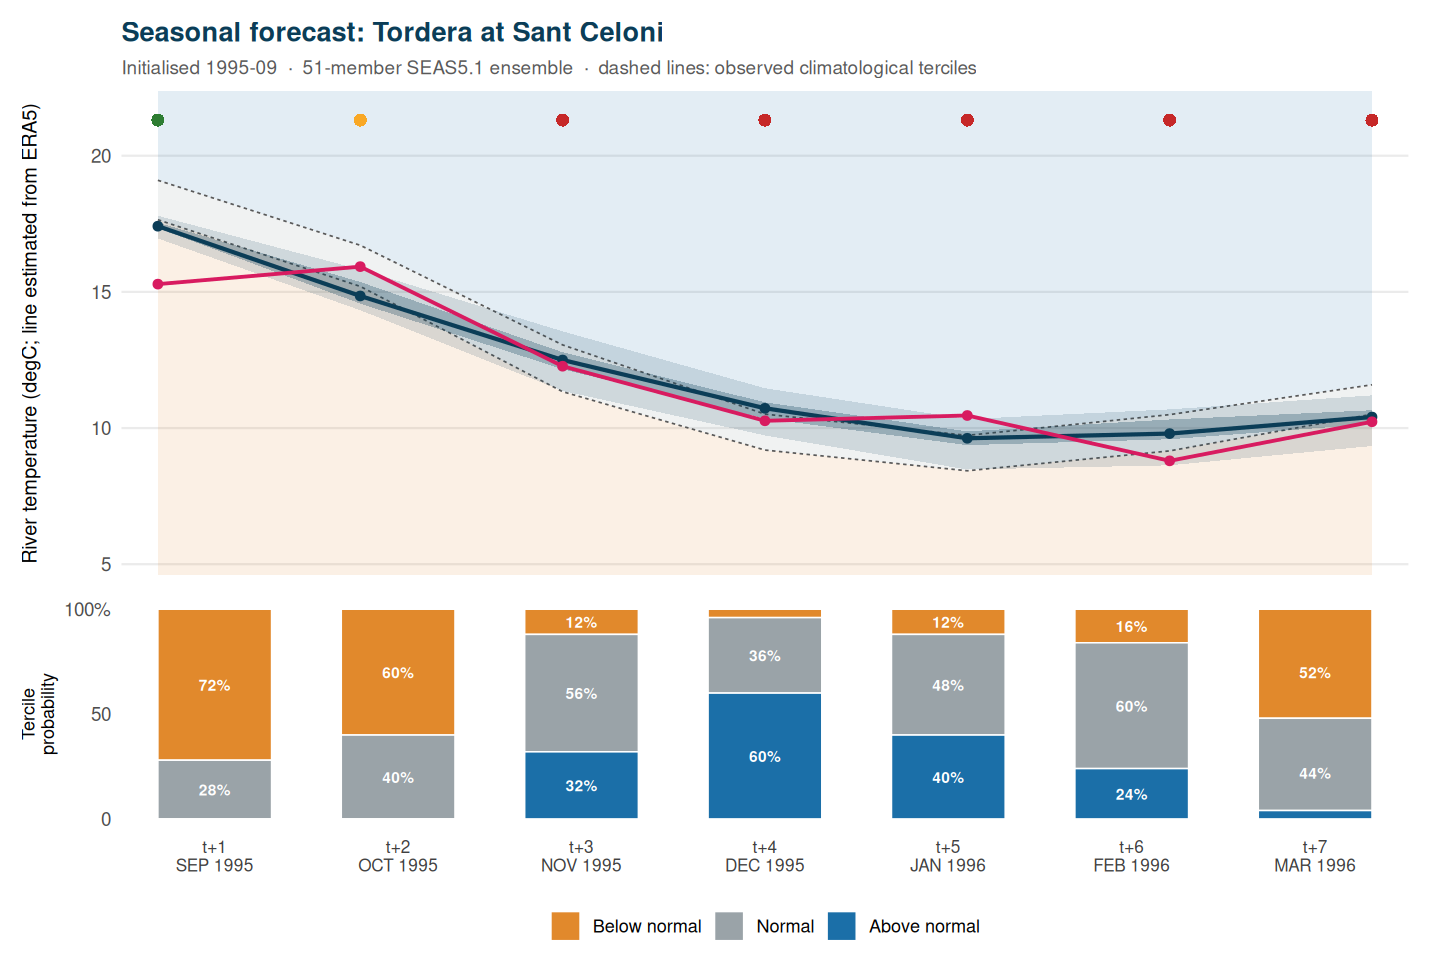 Seasonal forecast: Tordera at Sant Celoni
Initialised 1995-09 · 51-member SEAS5.1 ensemble · dashed lines: observed climatological terciles
River temperature (degC; line estimated from ERA5)
20
15
10
5
Tercile
probability
100%
50
0
72%
28%
60%
40%
12%
56%
32%
36%
60%
12%
48%
40%
16%
60%
24%
52%
44%
t+1
SEP 1995
t+2
OCT 1995
t+3
NOV 1995
t+4
DEC 1995
t+5
JAN 1996
t+6
FEB 1996
t+7
MAR 1996
Below normal
Normal
Above normal